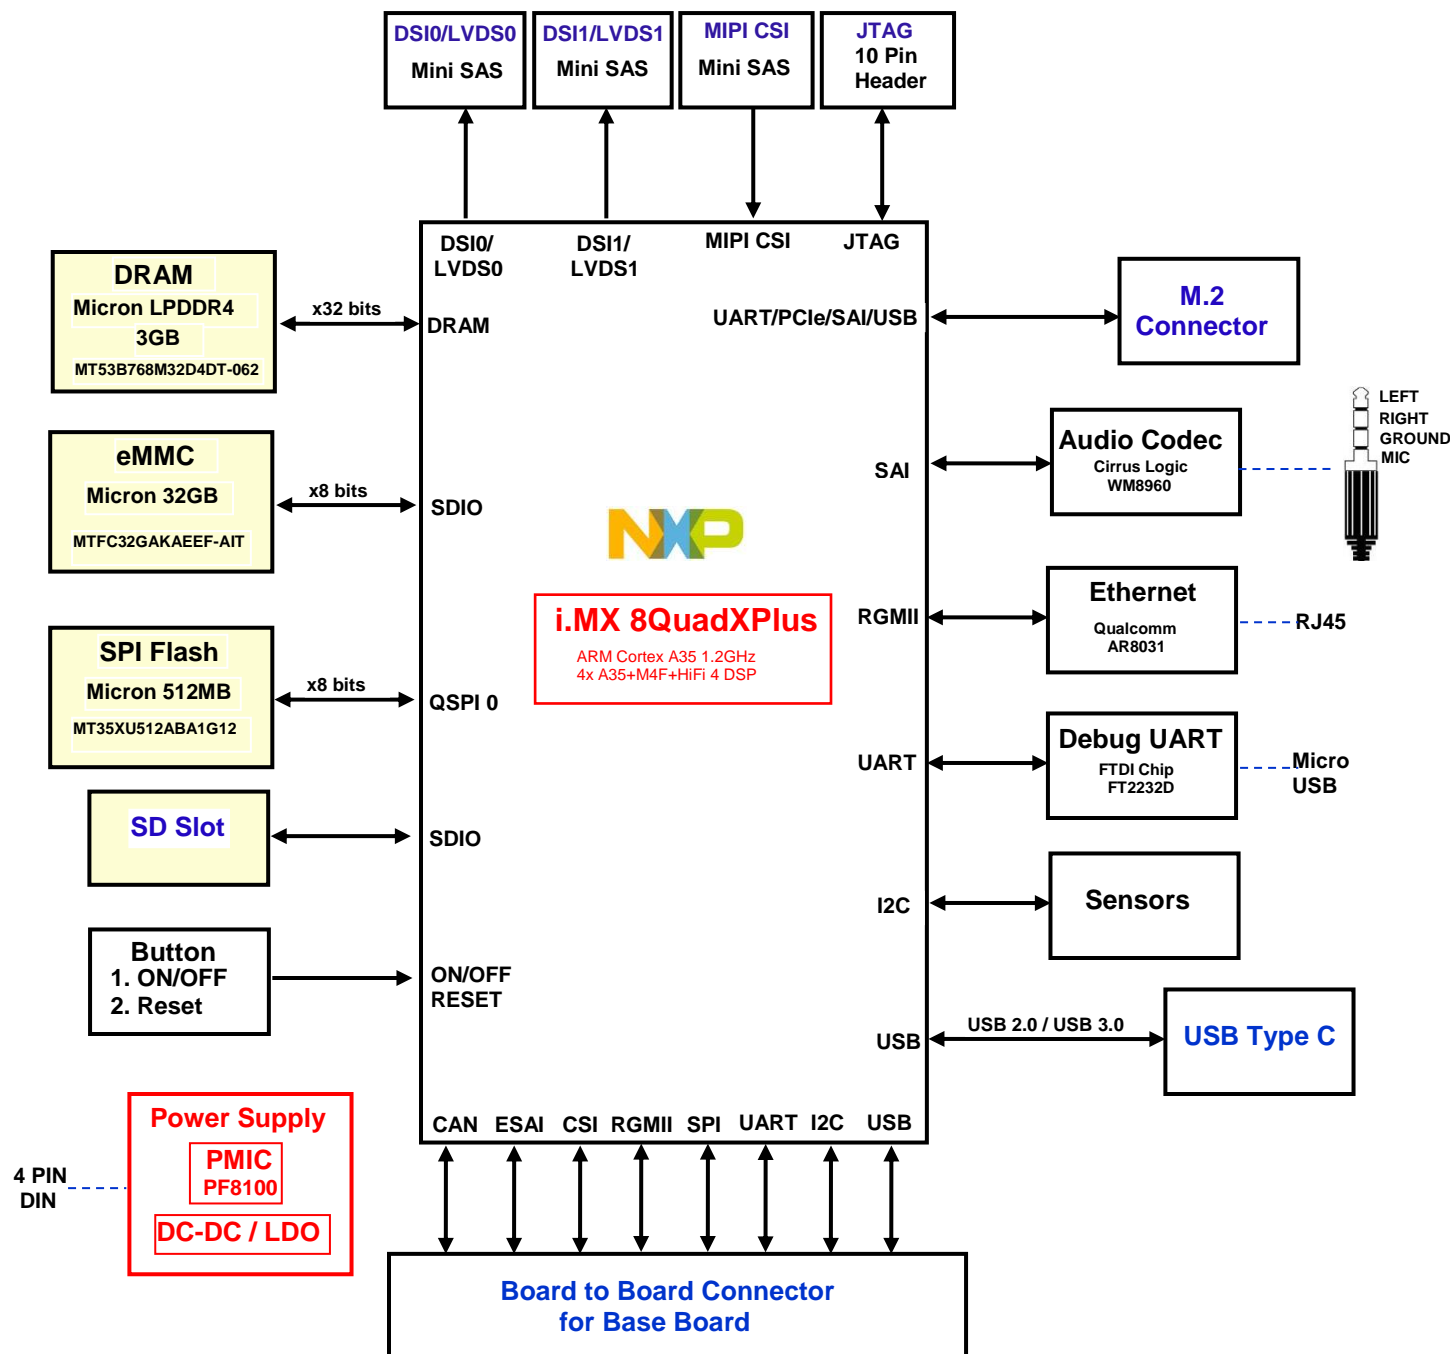 DSI0/LVDS0
Mini SAS
DSI1/LVDS1
Mini SAS
MIPI CSI
Mini SAS
JTAG
10 Pin
Header
DSI0/
LVDS0
DSI1/
LVDS1
MIPI CSI
JTAG
DRAM
Micron LPDDR4
3GB
MT53B768M32D4DT-062
x32 bits
DRAM
UART/PCIe/SAI/USB
M.2
Connector
eMMC
Micron 32GB
MTFC32GAKAEEF-AIT
x8 bits
SDIO
SAI
Audio Codec
Cirrus Logic
WM8960
LEFT
RIGHT
GROUND
MIC
NXP
i.MX 8QuadXPlus
ARM Cortex A35 1.2GHz
4x A35+M4F+HiFi 4 DSP
RGMII
Ethernet
Qualcomm
AR8031
RJ45
SPI Flash
Micron 512MB
MT35XU512ABA1G12
x8 bits
QSPI 0
UART
Debug UART
FTDI Chip
FT2232D
Micro
USB
SD Slot
SDIO
I2C
Sensors
Button
1. ON/OFF
2. Reset
ON/OFF
RESET
USB
USB 2.0 / USB 3.0
USB Type C
Power Supply
PMIC
PF8100
DC-DC / LDO
4 PIN
DIN
CAN
ESAI
CSI
RGMII
SPI
UART
I2C
USB
Board to Board Connector
for Base Board